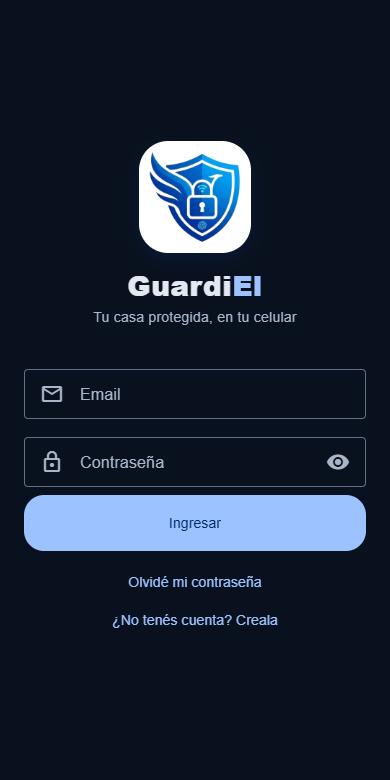 GuardiEl
Tu casa protegida, en tu celular
Email
Contraseña
Ingresar
Olvidé mi contraseña
¿No tenés cuenta? Creala